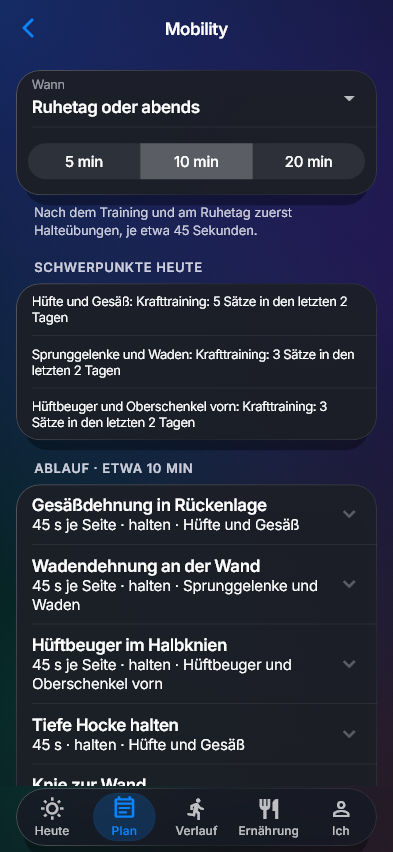 Mobility
Wann
Ruhetag oder abends
5 min
10 min
20 min
Nach dem Training und am Ruhetag zuerst
Halteübungen, je etwa 45 Sekunden.
SCHWERPUNKTE HEUTE
Hüfte und Gesäß: Krafttraining: 5 Sätze in den letzten 2
Tagen
Sprunggelenke und Waden: Krafttraining: 3 Sätze in den
letzten 2 Tagen
Hüftbeuger und Oberschenkel vorn: Krafttraining: 3
Sätze in den letzten 2 Tagen
ABLAUF · ETWA 10 MIN
Gesäßdehnung in Rückenlage
45 s je Seite · halten · Hüfte und Gesäß
Wadendehnung an der Wand
45 s je Seite · halten · Sprunggelenke und
Waden
Hüftbeuger im Halbknien
45 s je Seite · halten · Hüftbeuger und
Oberschenkel vorn
Tiefe Hocke halten
45 s · halten · Hüfte und Gesäß
Knie zur Wand
Heute
Plan
Verlauf
Ernährung
Ich